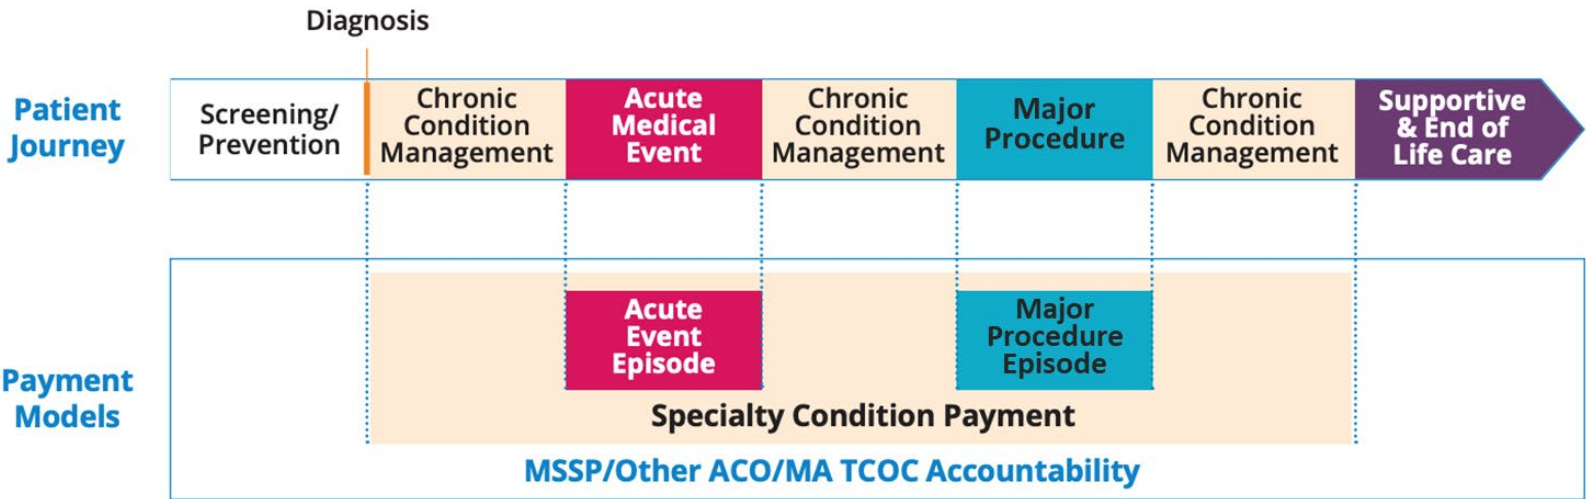 Diagnosis
Patient
Journey
Screening/
Prevention
Chronic
Condition
Management
Acute
Medical
Event
Chronic
Condition
Management
Major
Procedure
Chronic
Condition
Management
Supportive
& End of
Life Care
Payment
Models
Acute
Event
Episode
Major
Procedure
Episode
Specialty Condition Payment
MSSP/Other ACO/MA TCOC Accountability